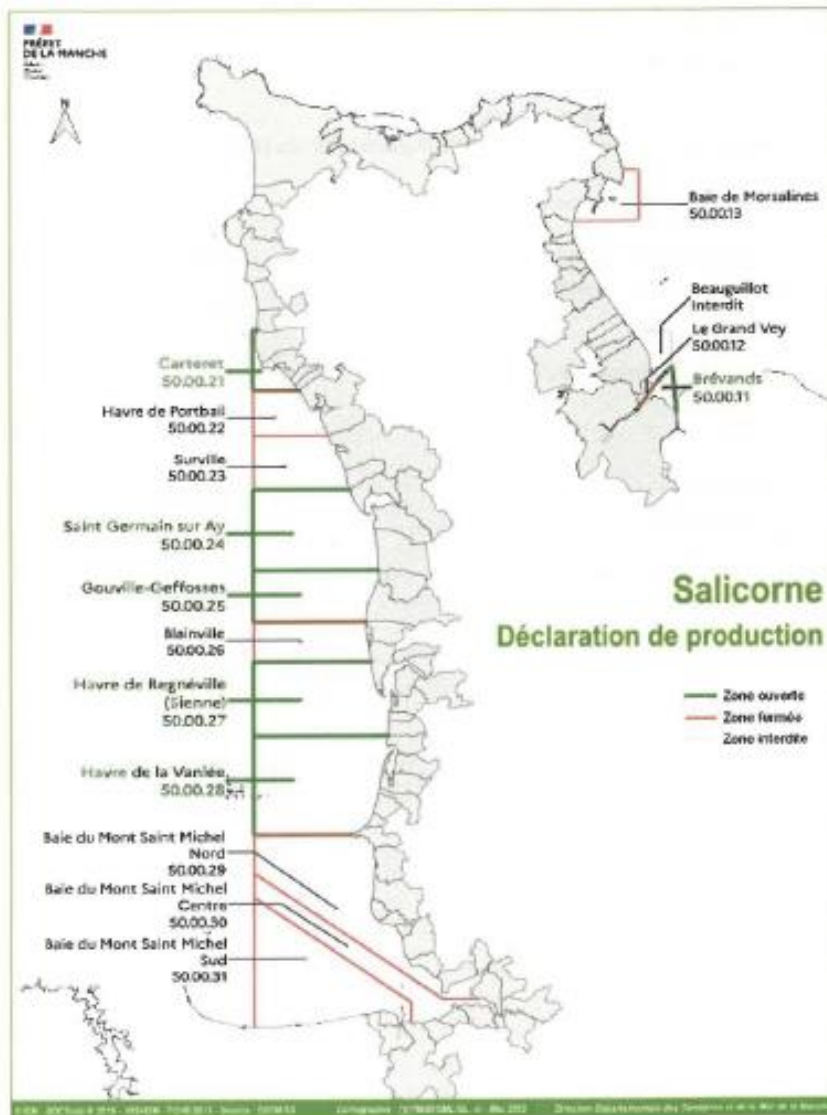 PRÉFET
DE LA MANCHE
N
Baie de Morsalines
50.00.13
Beauguillot
Interdit
Le Grand Vey
50.00.12
Brévands
50.00.11
Carteret
50.00.21
Havre de Portbail
50.00.22
Surville
50.00.23
Saint Germain sur Ay
50.00.24
Gouville-Geffosses
50.00.25
Blainville
50.00.26
Havre de Regnéville
(Sienne)
50.00.27
Havre de la Vanlée
50.00.28
Baie du Mont Saint Michel
Nord
50.00.29
Baie du Mont Saint Michel
Centre
50.00.30
Baie du Mont Saint Michel
Sud
50.00.31
Salicorne
Déclaration de production
Zone ouverte
Zone fermée
Zone interdite